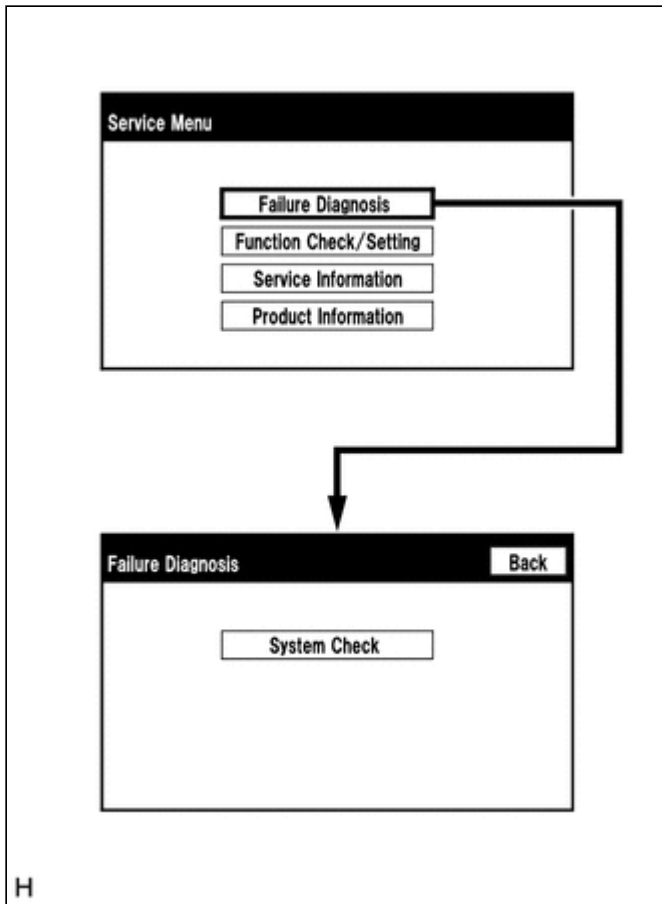 Service Menu
Failure Diagnosis
Function Check/Setting
Service Information
Product Information
Failure Diagnosis
Back
System Check
H